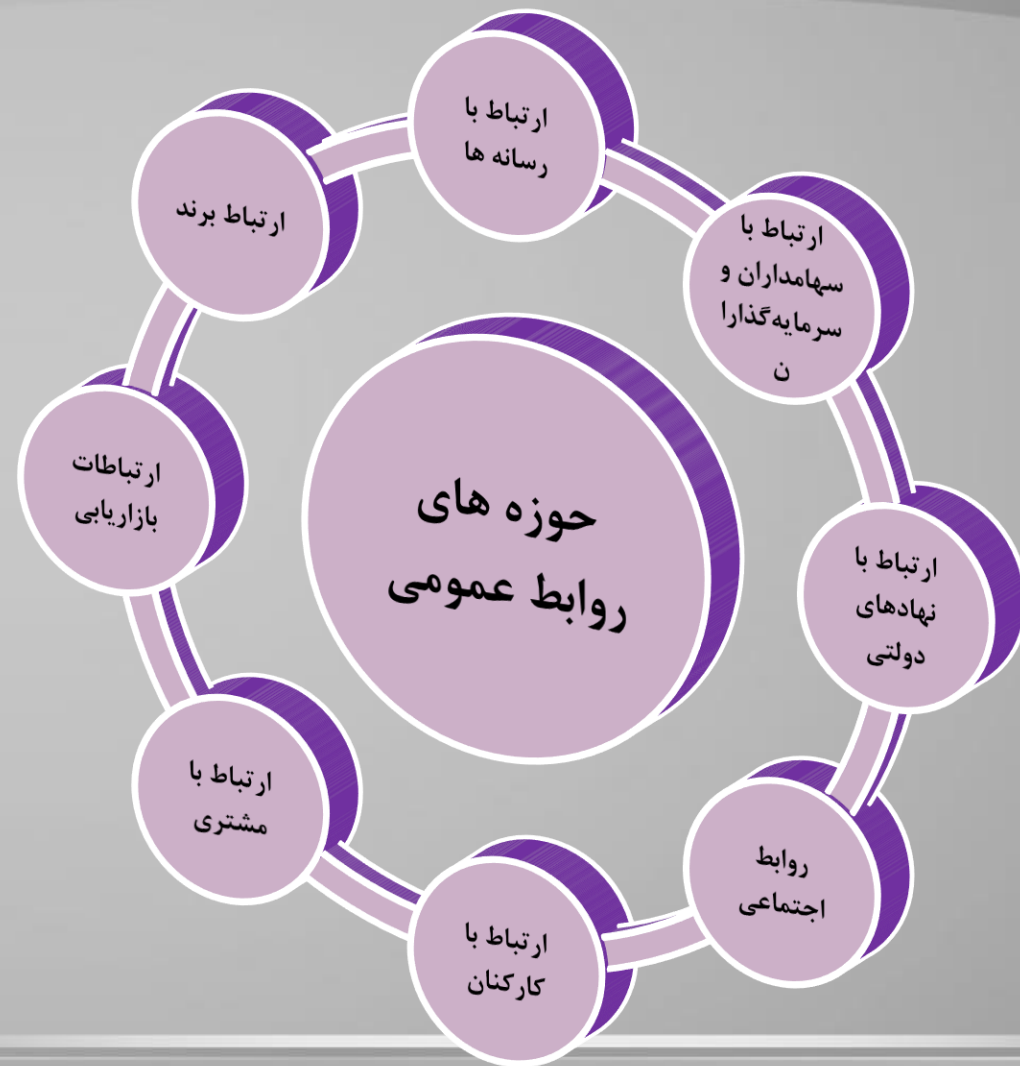 ارتباط با
رسانه ها
ارتباط با
سهامداران و
سرمایه‌گذارا
ن
ارتباط با
نهادهای
دولتی
روابط
اجتماعی
ارتباط با
کارکنان
ارتباط با
مشتری
ارتباطات
بازاریابی
ارتباط برند
حوزه های
روابط عمومی